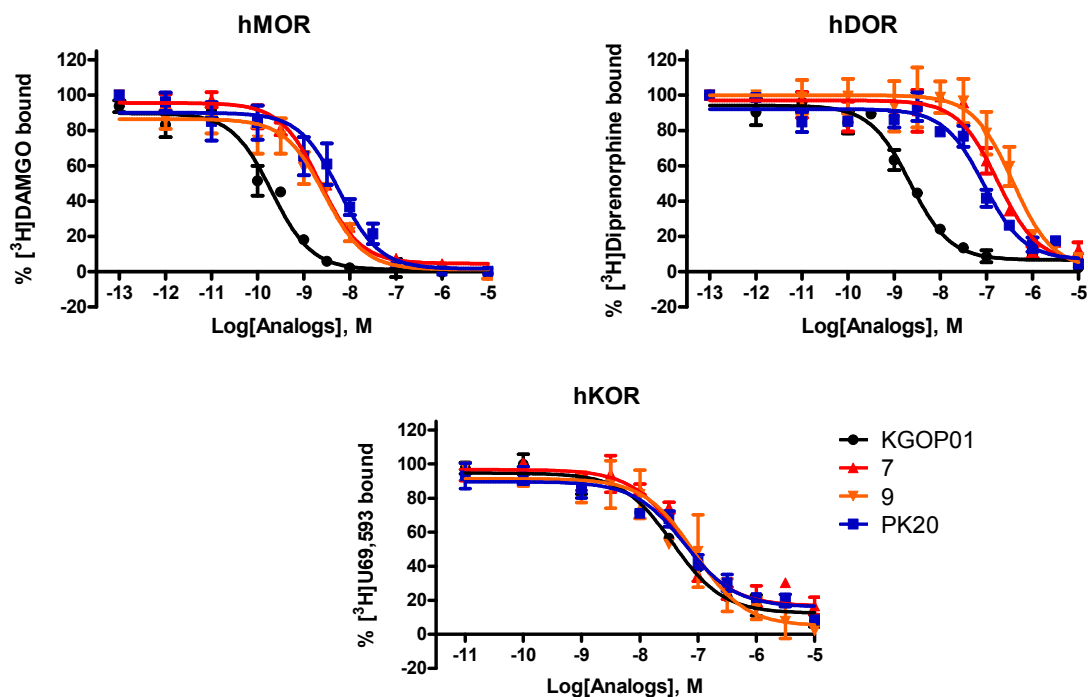 hMOR
120
100
80
60
40
20
0
-20
% [³H]DAMGO bound
-13 -12 -11 -10 -9 -8 -7 -6 -5
Log[Analogs], M
hDOR
120
100
80
60
40
20
0
-20
% [³H]Diprenorphine bound
-13 -12 -11 -10 -9 -8 -7 -6 -5
Log[Analogs], M
hKOR
120
100
80
60
40
20
0
-20
% [³H]U69,593 bound
-11 -10 -9 -8 -7 -6 -5
Log[Analogs], M
KGOP01
7
9
PK20